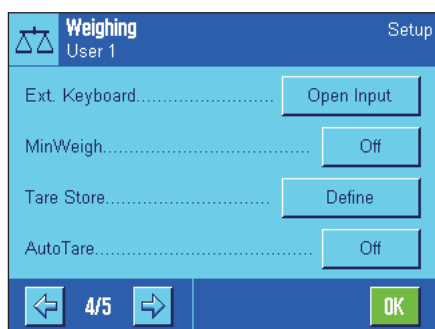 Weighing
Setup
User 1
Ext. Keyboard........................ Open Input
MinWeigh.................................... Off
Tare Store............................. Define
AutoTare.................................... Off
4/5
OK